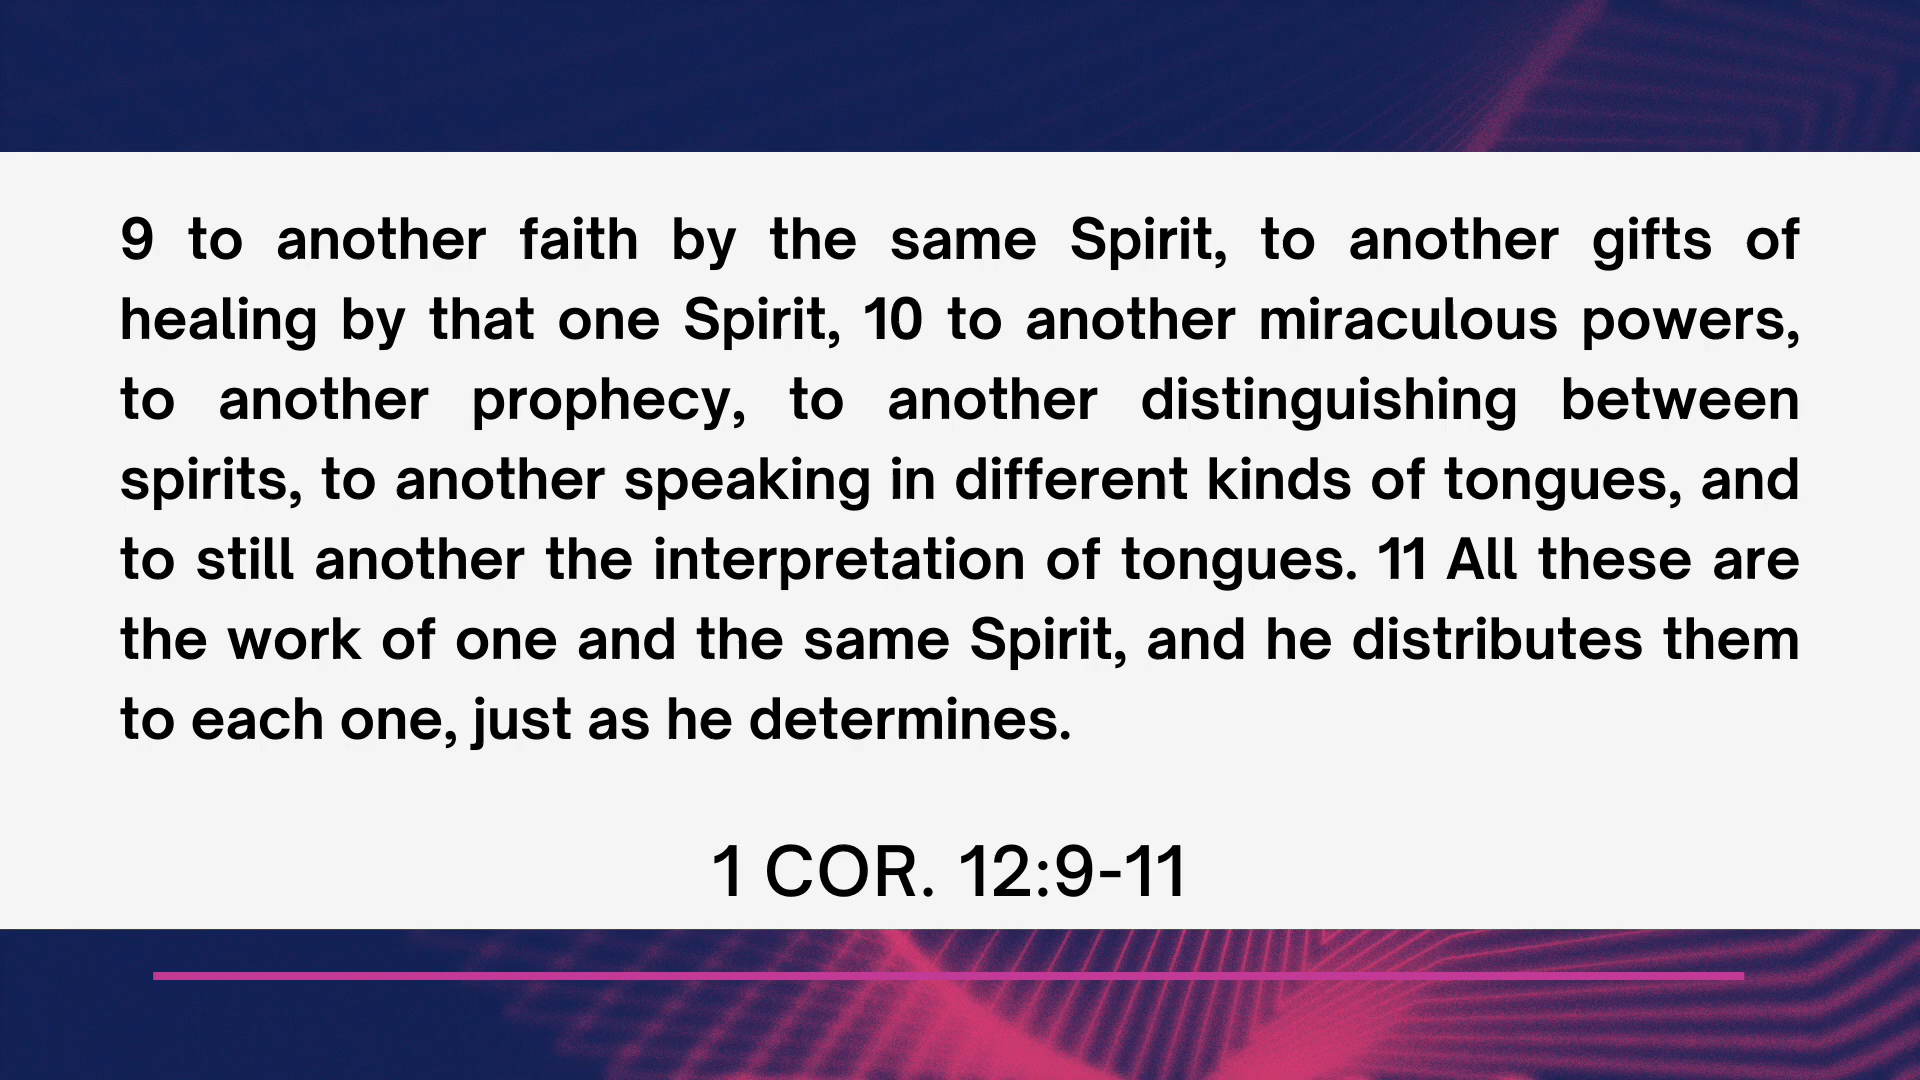 9 to another faith by the same Spirit, to another gifts of
healing by that one Spirit, 10 to another miraculous powers,
to another prophecy, to another distinguishing between
spirits, to another speaking in different kinds of tongues, and
to still another the interpretation of tongues. 11 All these are
the work of one and the same Spirit, and he distributes them
to each one, just as he determines.
1 COR. 12:9-11